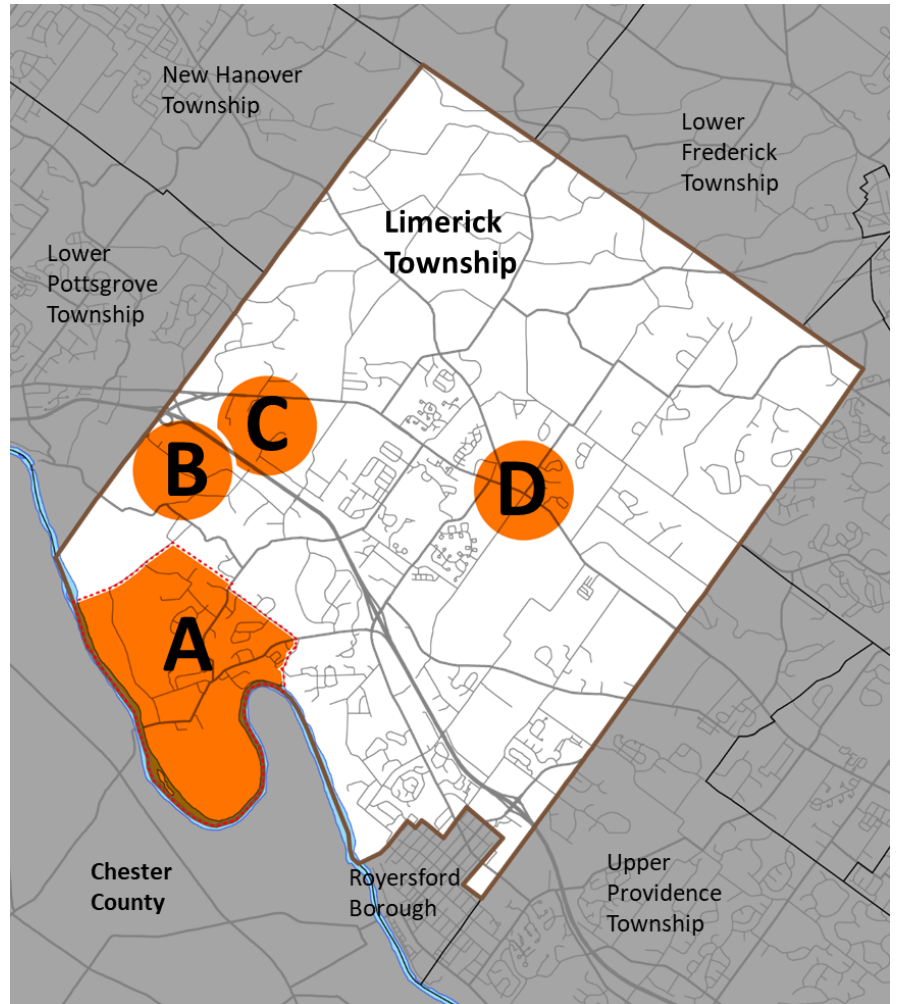 New Hanover
Township
Lower
Frederick
Township
Limerick
Township
Lower
Pottsgrove
Township
C
B
D
A
Chester
County
Royersford
Borough
Upper
Providence
Township